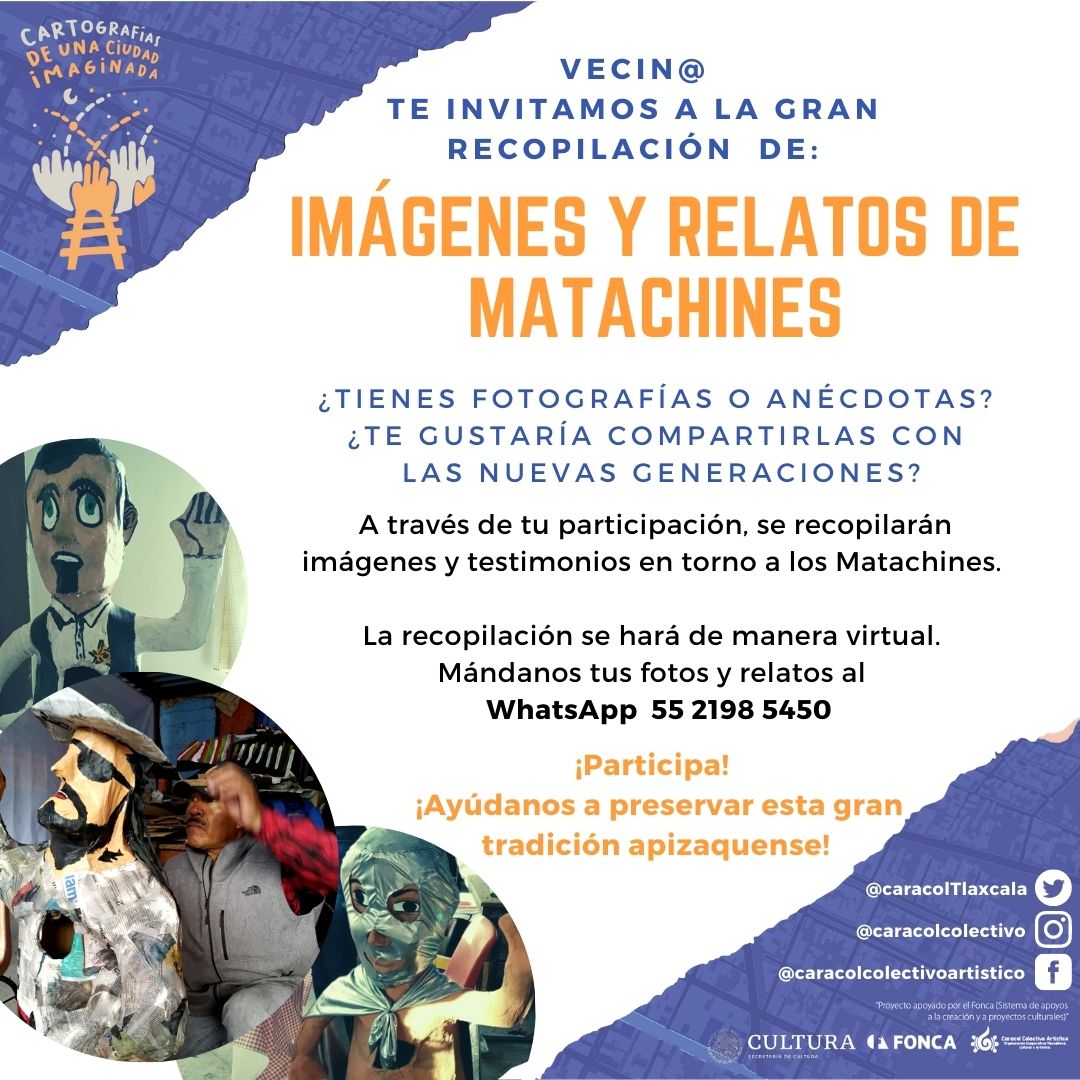 CARTOGRAFÍAS
DE UNA CIUDAD
IMAGINADA
VECIN@
TE INVITAMOS A LA GRAN
RECOPILACIÓN DE:
IMÁGENES Y RELATOS DE
MATACHINES
¿TIENES FOTOGRAFÍAS O ANÉCDOTAS?
¿TE GUSTARÍA COMPARTIRLAS CON
LAS NUEVAS GENERACIONES?
A través de tu participación, se recopilarán
imágenes y testimonios en torno a los Matachines.
La recopilación se hará de manera virtual.
Mándanos tus fotos y relatos al
WhatsApp 55 2198 5450
¡Participa!
¡Ayúdanos a preservar esta gran
tradición apizaquense!
@caracolTlaxcala
@caracolcolectivo
@caracolcolectivoartistico
"Proyecto apoyado por el Fonca (Sistema de apoyos
a la creación y a proyectos culturales)"
CULTURA
SECRETARÍA DE CULTURA
FONCA
Caracol Colectivo Artístico